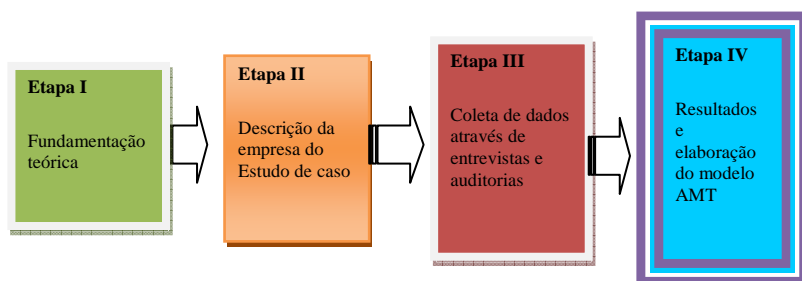 Etapa I
Fundamentação
teórica
Etapa II
Descrição da
empresa do
Estudo de caso
Etapa III
Coleta de dados
através de
entrevistas e
auditorias
Etapa IV
Resultados
e
elaboração
do modelo
AMT